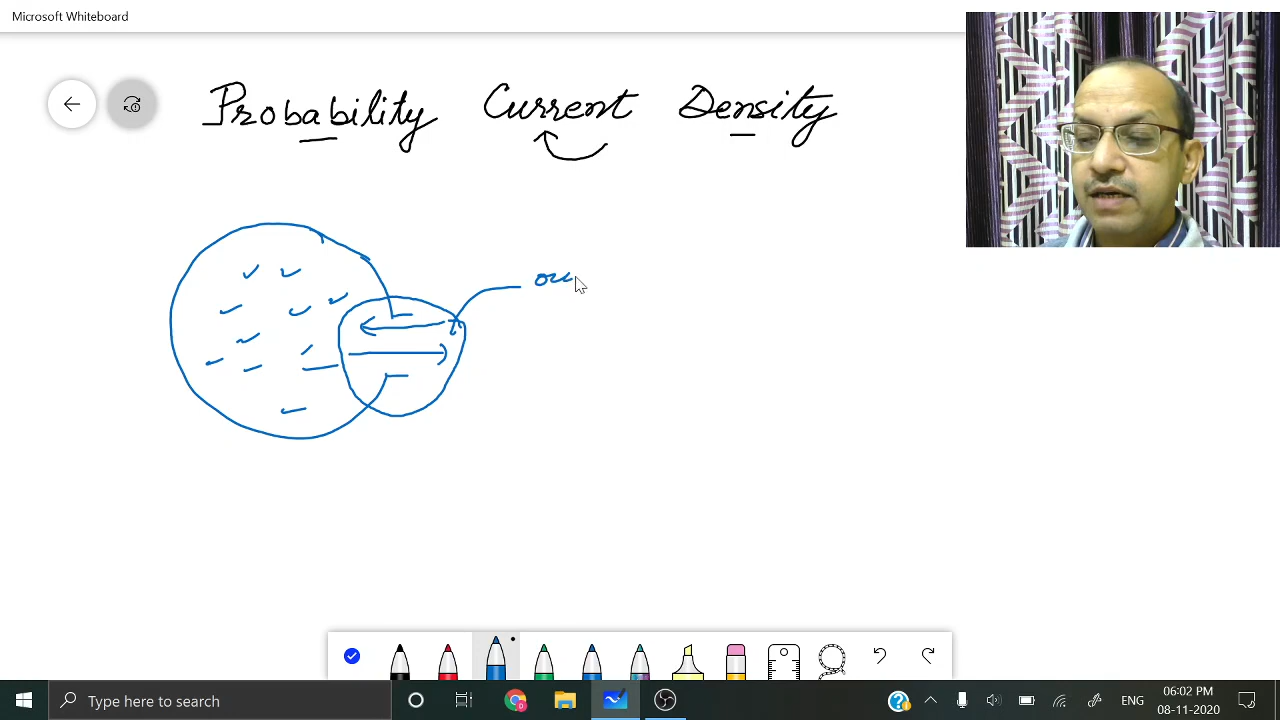 Microsoft Whiteboard
Probability Current Density
Type here to search
ENG
06:02 PM
08-11-2020